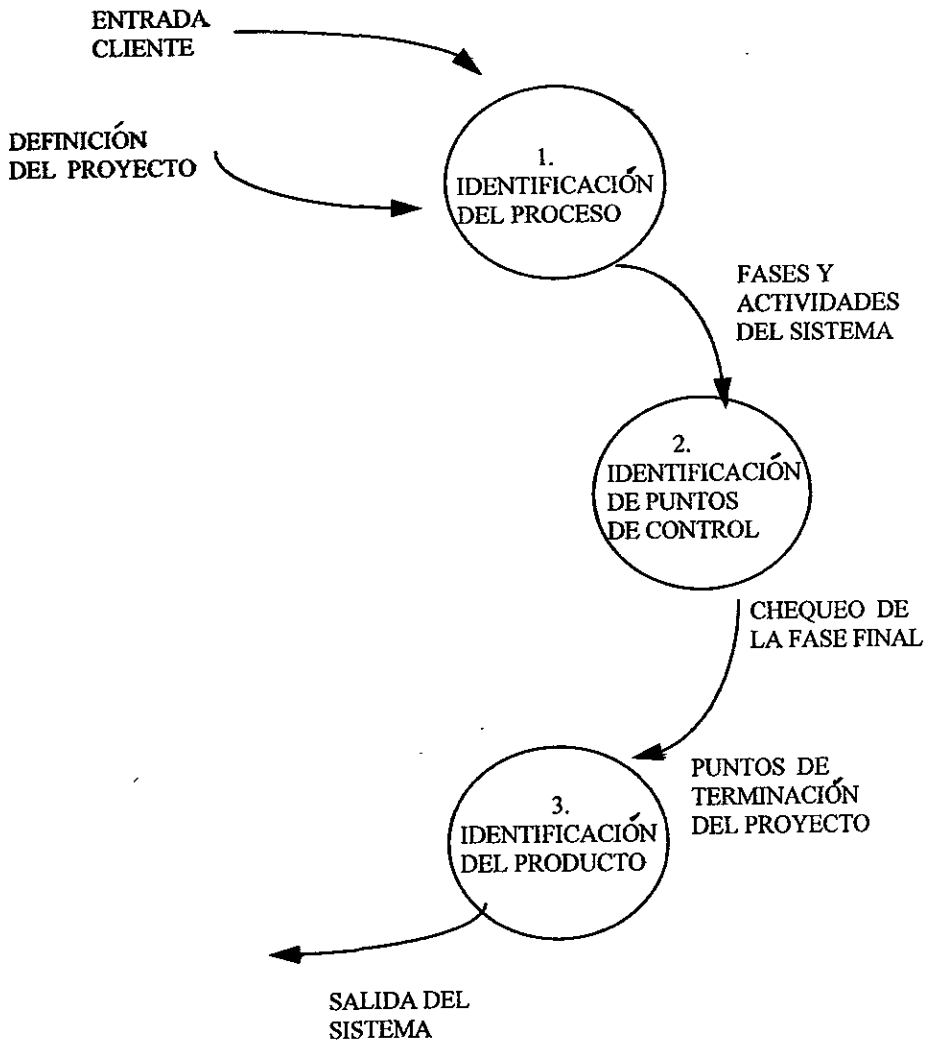 ENTRADA
CLIENTE
DEFINICIÓN
DEL PROYECTO
1.
IDENTIFICACIÓN
DEL PROCESO
FASES Y
ACTIVIDADES
DEL SISTEMA
2.
IDENTIFICACIÓN
DE PUNTOS
DE CONTROL
CHEQUEO DE
LA FASE FINAL
PUNTOS DE
TERMINACIÓN
DEL PROYECTO
3.
IDENTIFICACIÓN
DEL PRODUCTO
SALIDA DEL
SISTEMA